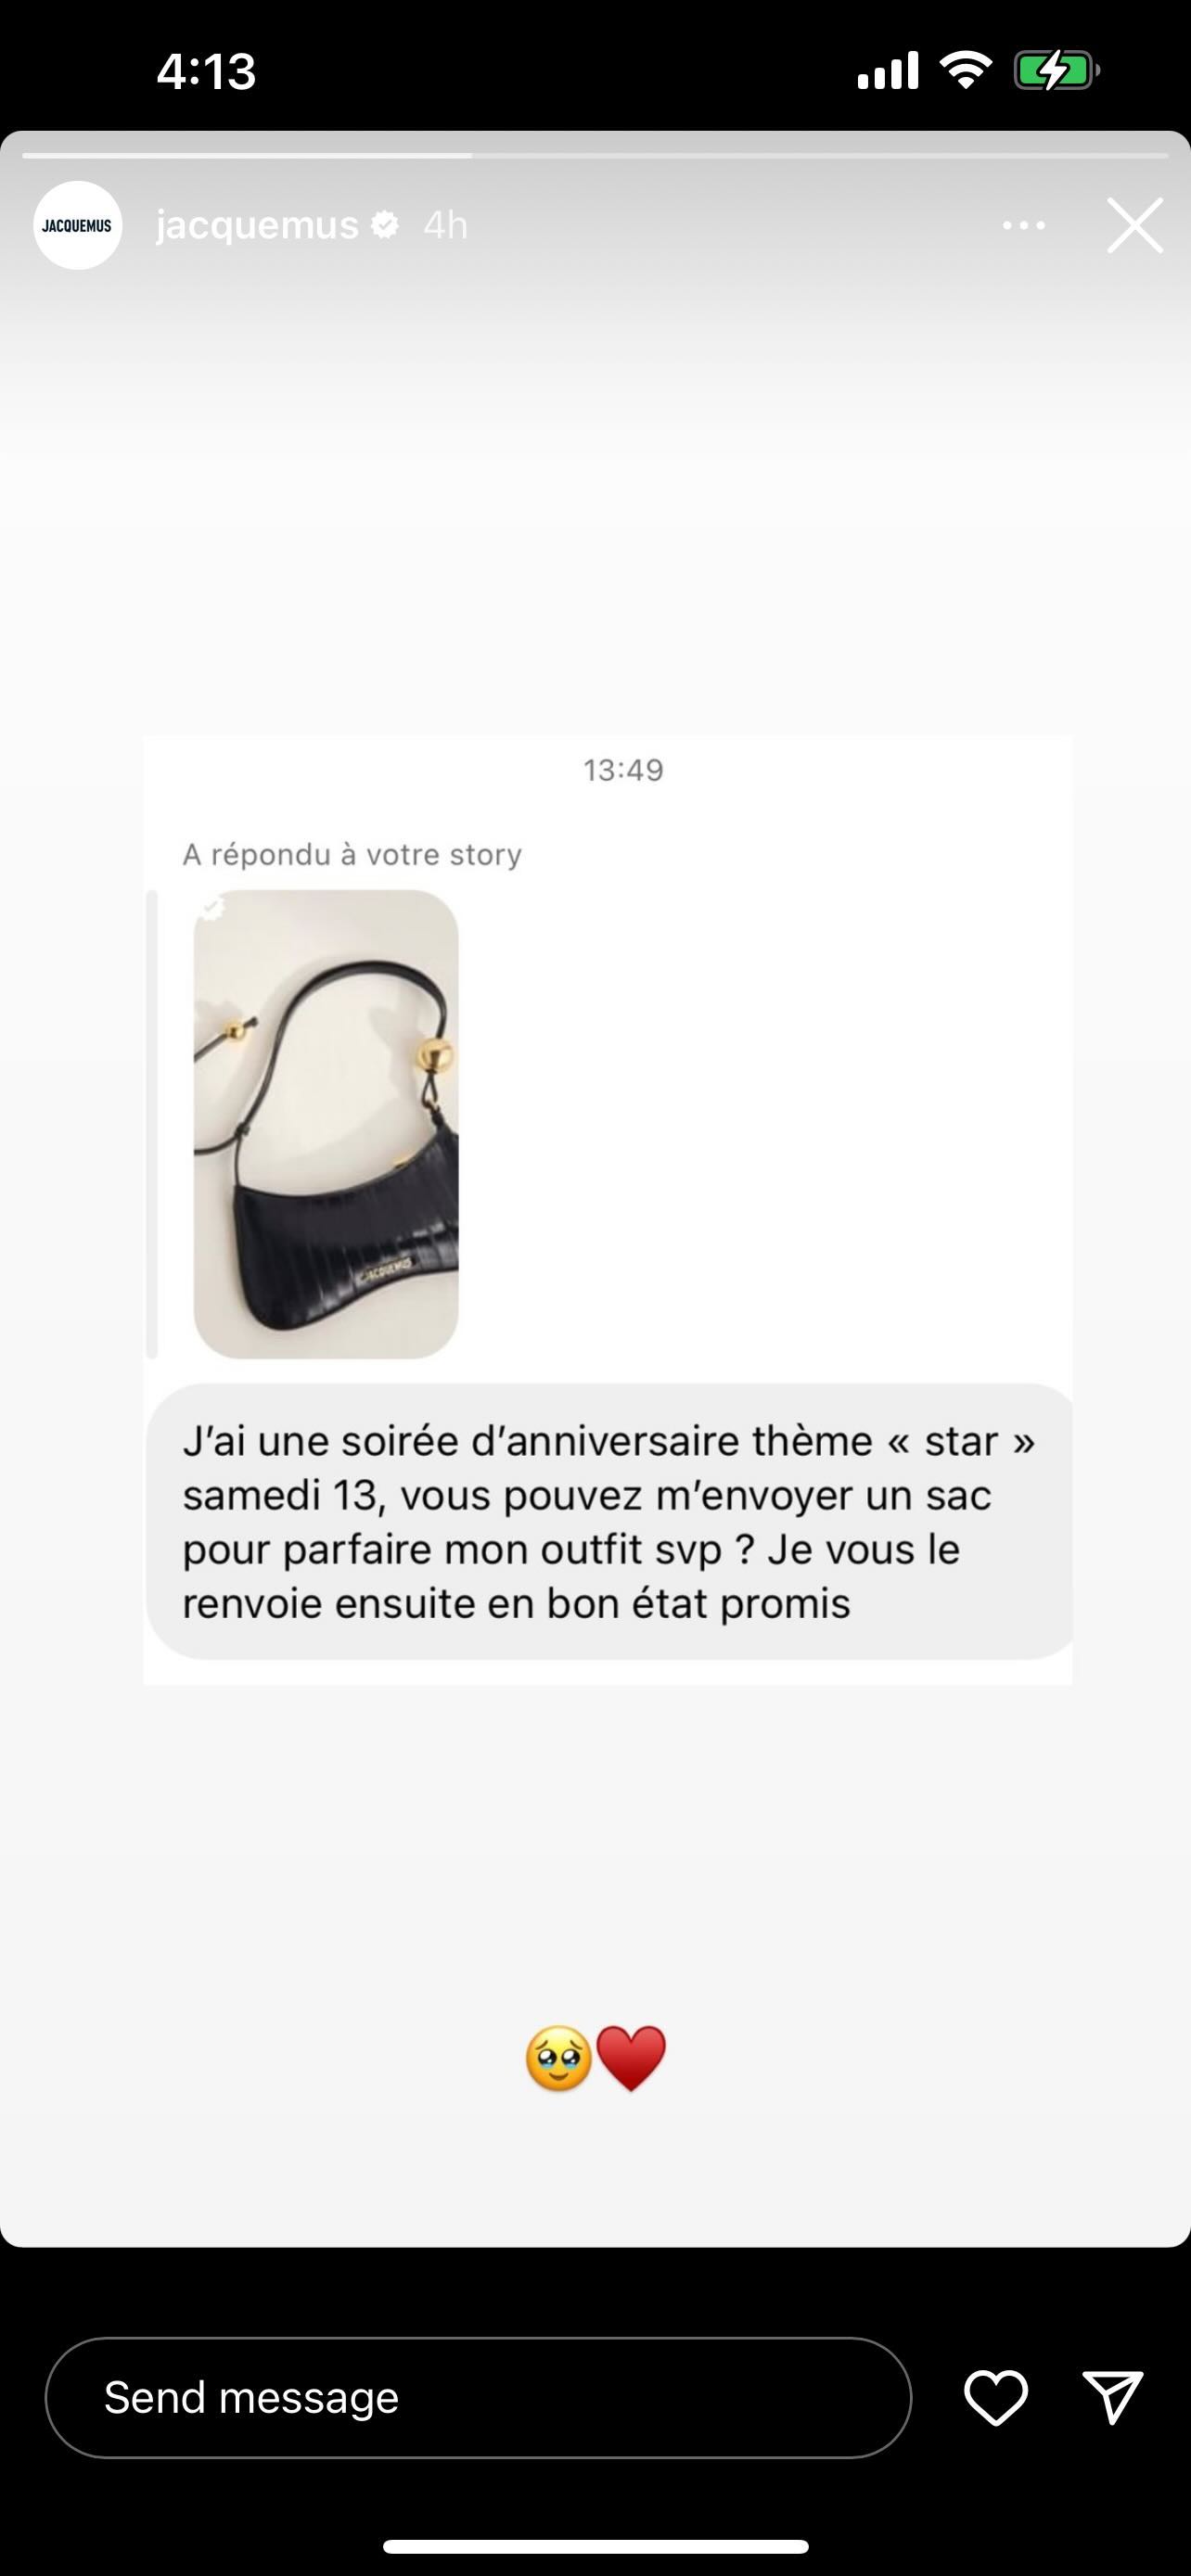 4:13
JACQUEMUS
jacquemus 4h
13:49
A répondu à votre story
JACQUEMUS
J’ai une soirée d’anniversaire thème « star »
samedi 13, vous pouvez m’envoyer un sac
pour parfaire mon outfit svp ? Je vous le
renvoie ensuite en bon état promis
🥹♥️
Send message